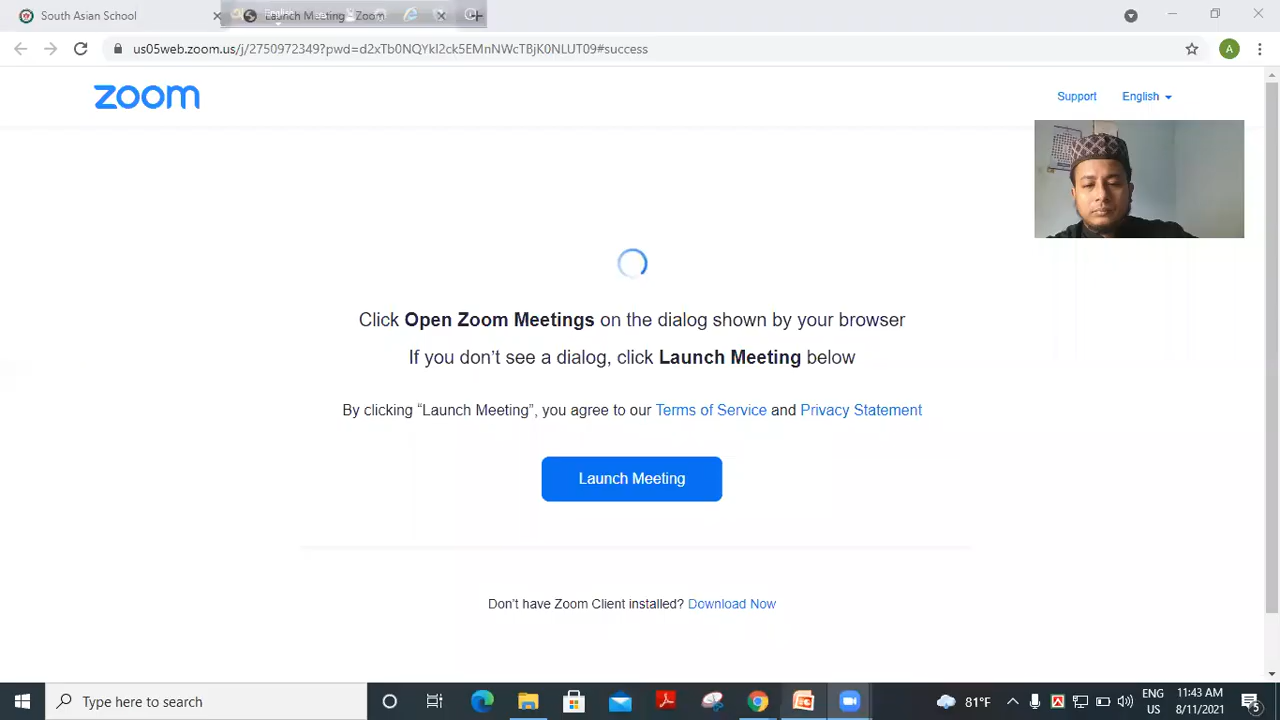 South Asian School
Launch Meeting - Zoom
us05web.zoom.us/j/2750972349?pwd=d2xTb0NQYkI2ck5EMnNWcTBjK0NLUT09#success
A
zoom
Support
English
Click Open Zoom Meetings on the dialog shown by your browser
If you don't see a dialog, click Launch Meeting below
By clicking “Launch Meeting”, you agree to our Terms of Service and Privacy Statement
Launch Meeting
Don't have Zoom Client installed? Download Now
Type here to search
81°F
ENG
US
11:43 AM
8/11/2021
5